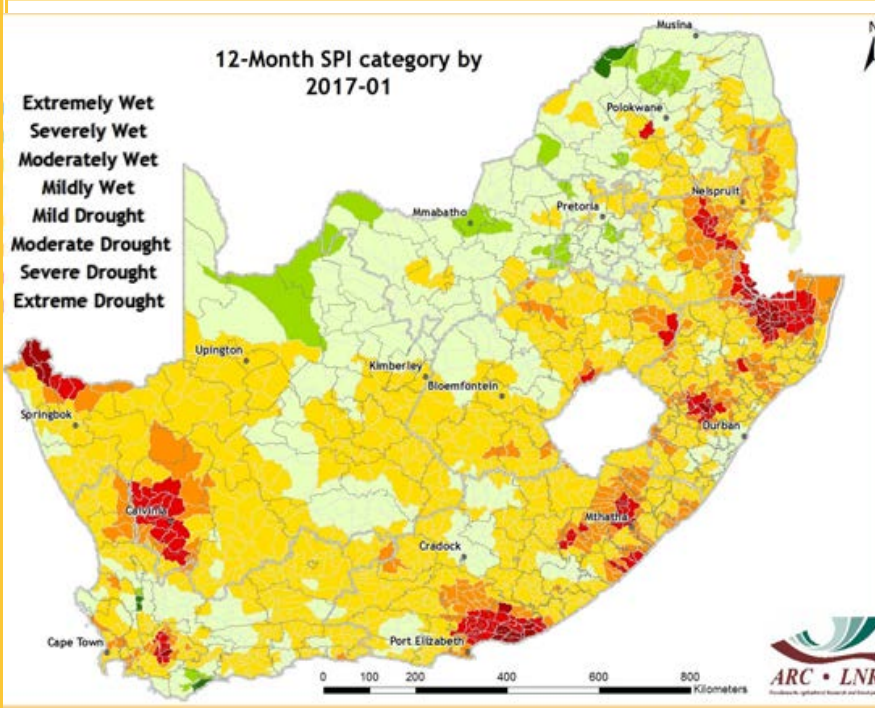 12-Month SPI category by
2017-01
Extremely Wet
Severely Wet
Moderately Wet
Mildly Wet
Mild Drought
Moderate Drought
Severe Drought
Extreme Drought
N
Musina
Polokwane
Nelspruit
Pretoria
Mmabatho
Upington
Kimberley
Bloemfontein
Springbok
Durban
Calvinia
Mthatha
Cradock
Cape Town
Port Elizabeth
0 100 200 400 600 800
Kilometers
ARC • LNR